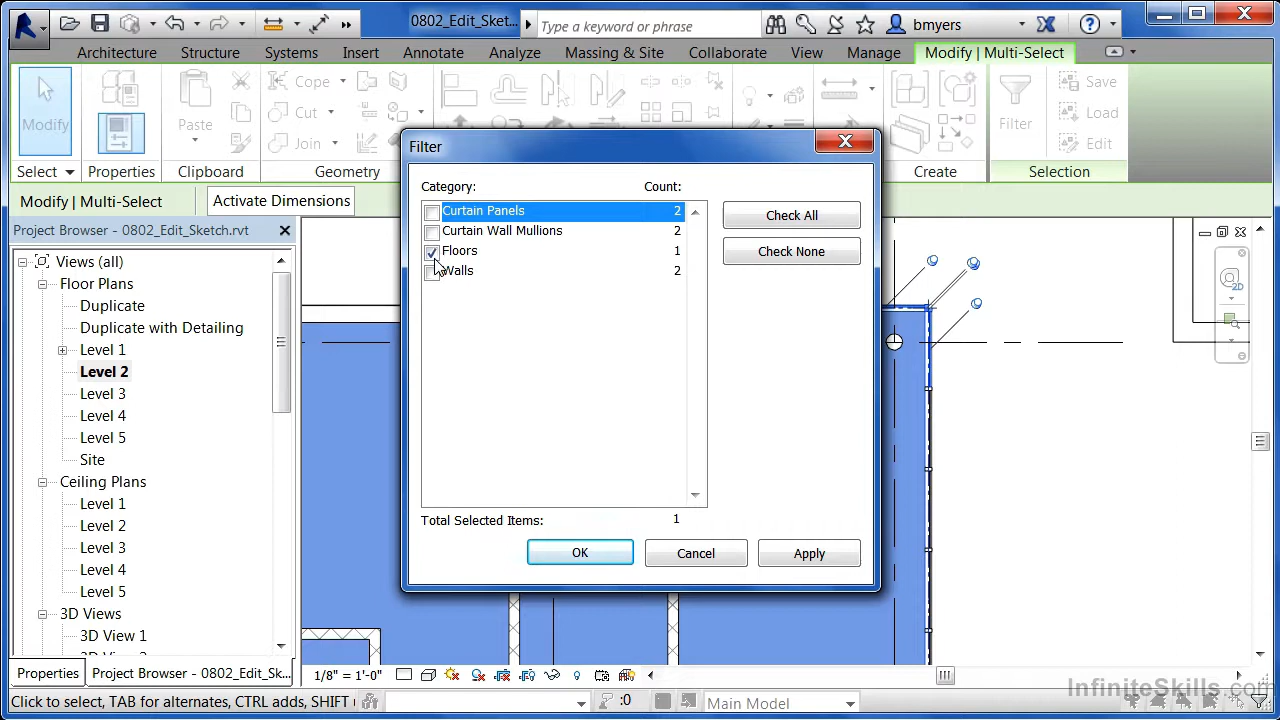 0802_Edit_Sketc...
Type a keyword or phrase
bmyers
Architecture
Structure
Systems
Insert
Annotate
Analyze
Massing & Site
Collaborate
View
Manage
Modify | Multi-Select
Modify
Paste
Cope
Cut
Join
Filter
Save
Load
Edit
Select
Properties
Clipboard
Geometry
Create
Selection
Modify | Multi-Select
Activate Dimensions
Project Browser - 0802_Edit_Sketch.rvt
Views (all)
Floor Plans
Duplicate
Duplicate with Detailing
Level 1
Level 2
Level 3
Level 4
Level 5
Site
Ceiling Plans
Level 1
Level 2
Level 3
Level 4
Level 5
3D Views
3D View 1
Properties
Project Browser - 0802_Edit_Sk...
Filter
Category:
Count:
Curtain Panels 2
Curtain Wall Mullions 2
Floors 1
Walls 2
Check All
Check None
Total Selected Items: 1
OK
Cancel
Apply
2D
1/8" = 1'-0"
Click to select, TAB for alternates, CTRL adds, SHIFT
:0
Main Model
InfiniteSkills.com